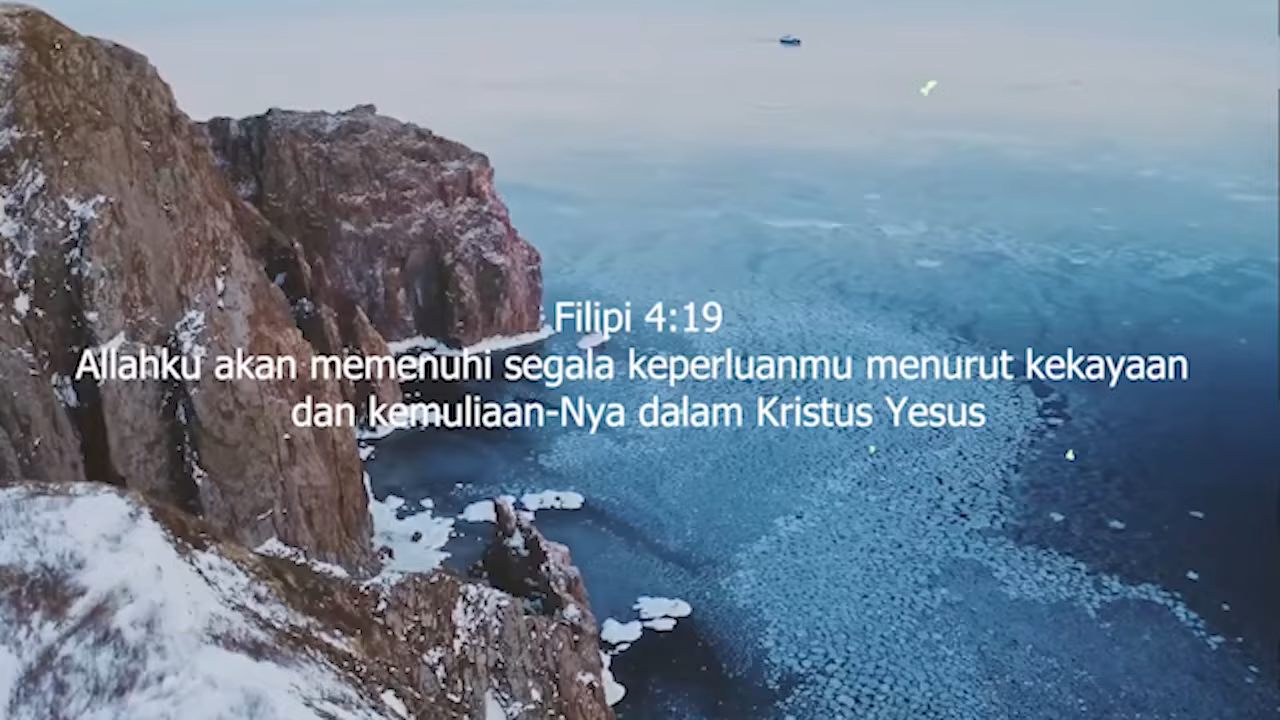 Filipi 4:19
Allahku akan memenuhi segala keperluanmu menurut kekayaan
dan kemuliaan-Nya dalam Kristus Yesus